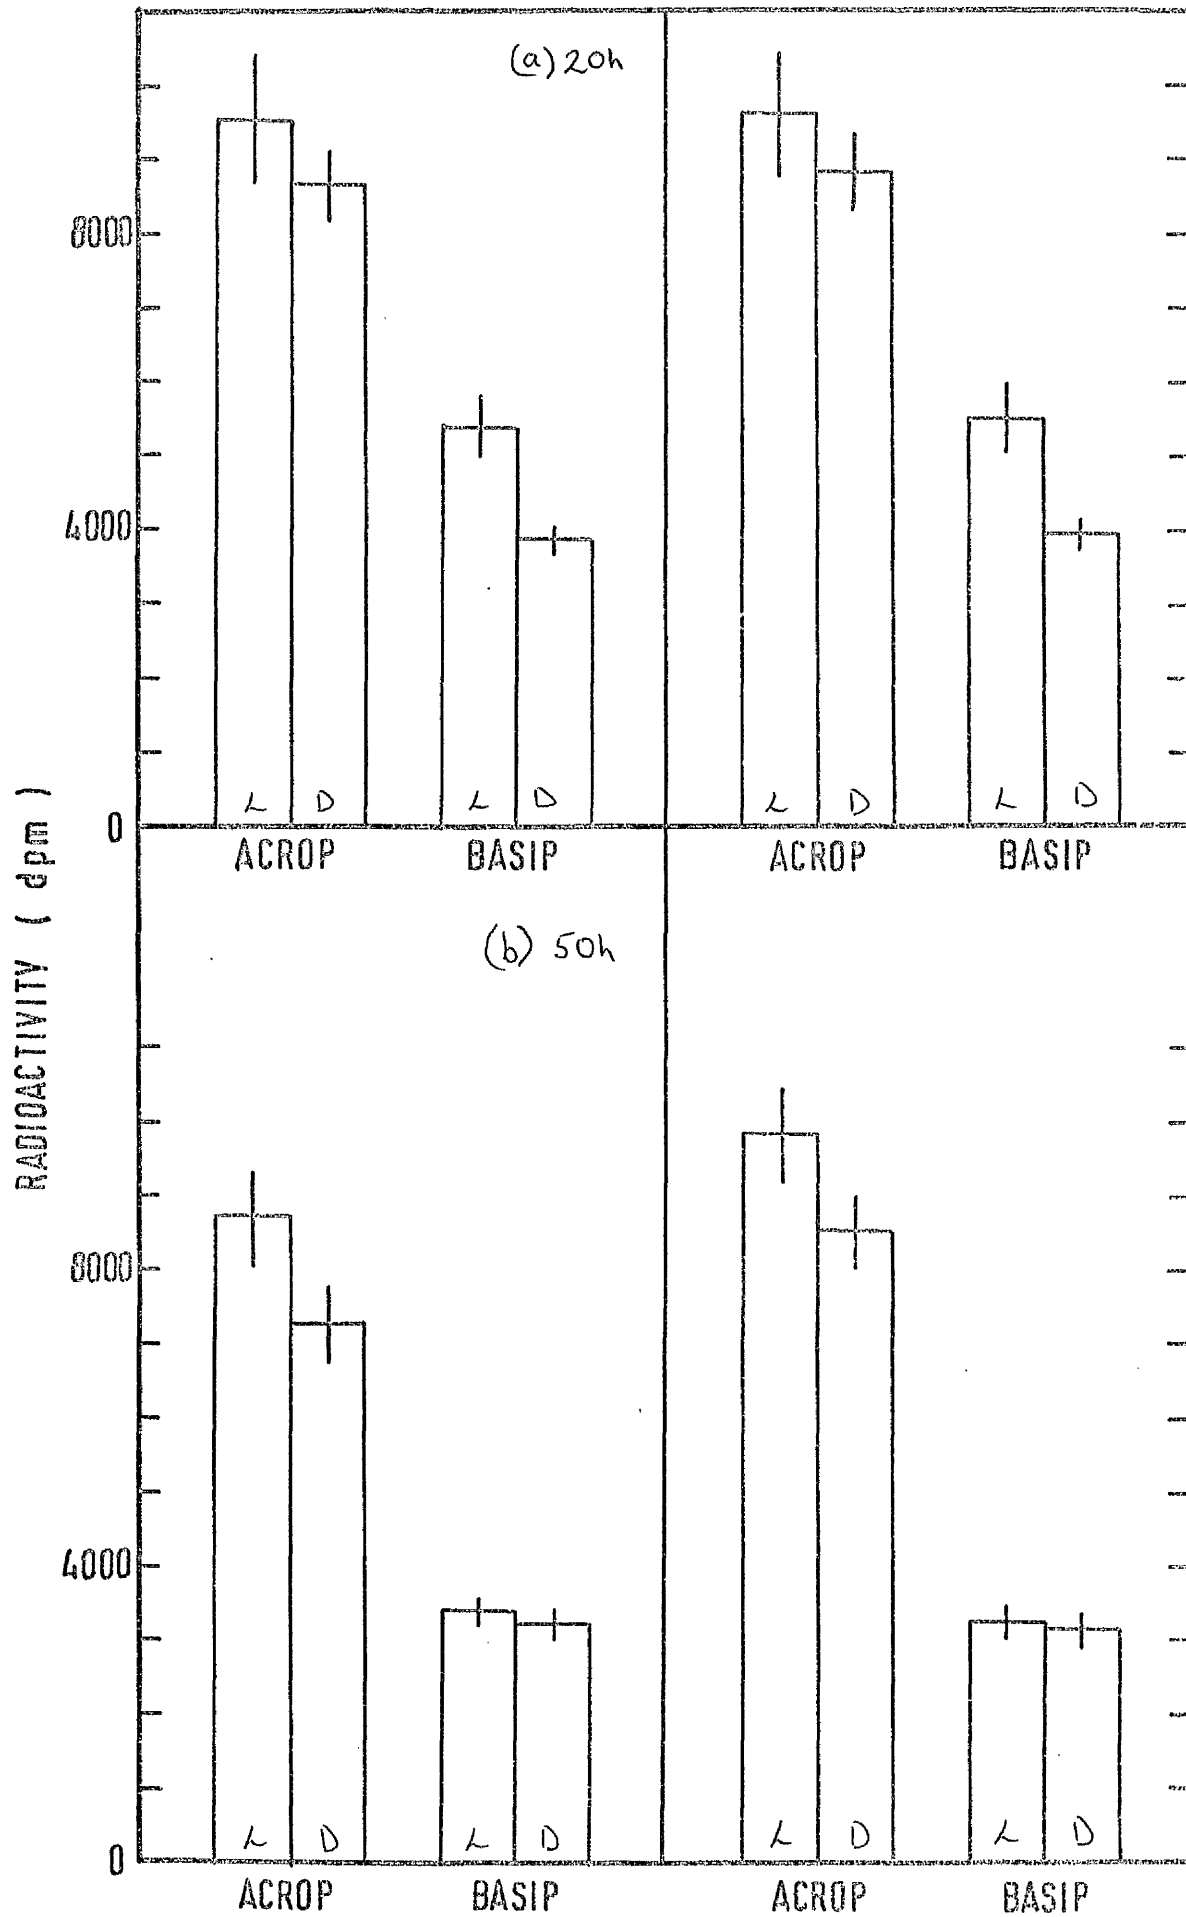 (a) 20h
8000
4000
0
L D L D L D L D
ACROP BASIP ACROP BASIP
RADIOACTIVITY ( dpm )
(b) 50h
8000
4000
0
L D L D L D L D
ACROP BASIP ACROP BASIP